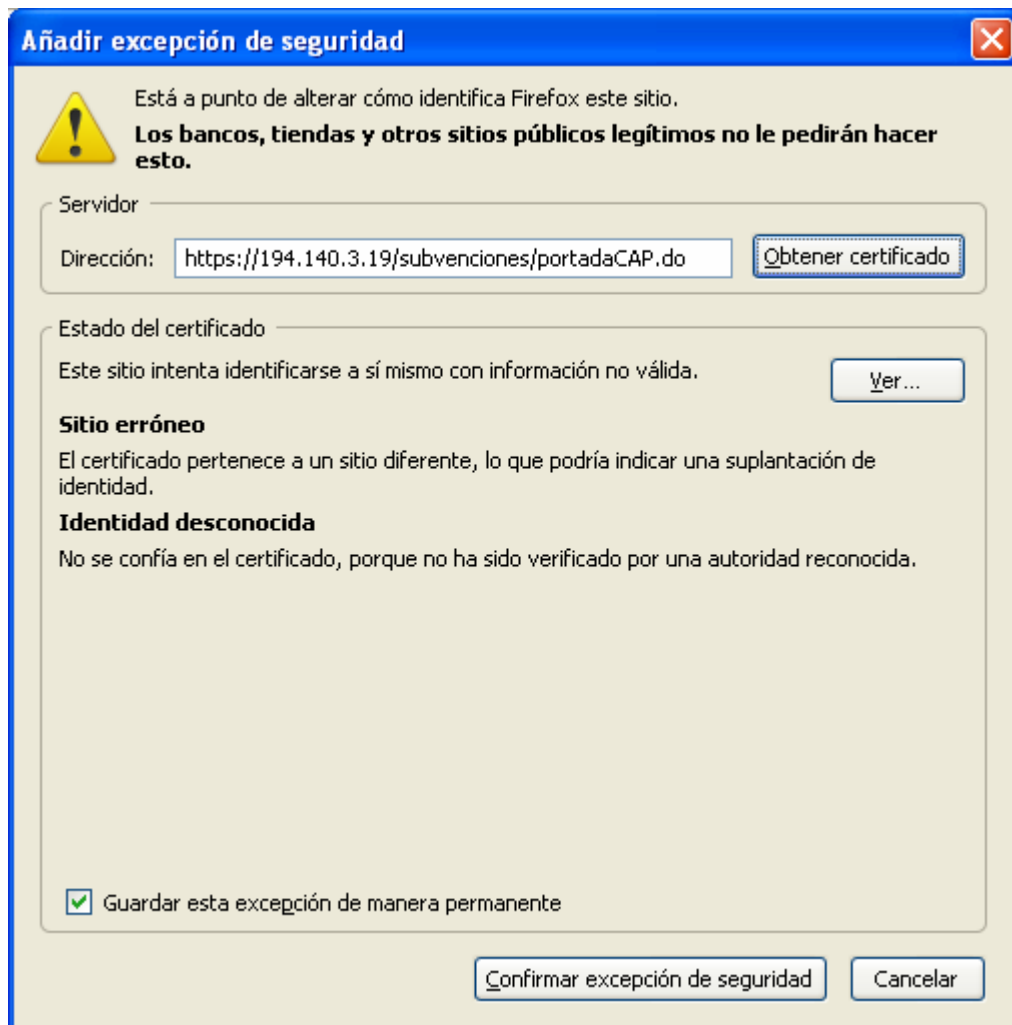 Añadir excepción de seguridad
Está a punto de alterar cómo identifica Firefox este sitio.
Los bancos, tiendas y otros sitios públicos legítimos no le pedirán hacer
esto.
Servidor
Dirección:
https://194.140.3.19/subvenciones/portadaCAP.do
Obtener certificado
Estado del certificado
Este sitio intenta identificarse a sí mismo con información no válida.
Ver...
Sitio erróneo
El certificado pertenece a un sitio diferente, lo que podría indicar una suplantación de
identidad.
Identidad desconocida
No se confía en el certificado, porque no ha sido verificado por una autoridad reconocida.
Guardar esta excepción de manera permanente
Confirmar excepción de seguridad
Cancelar